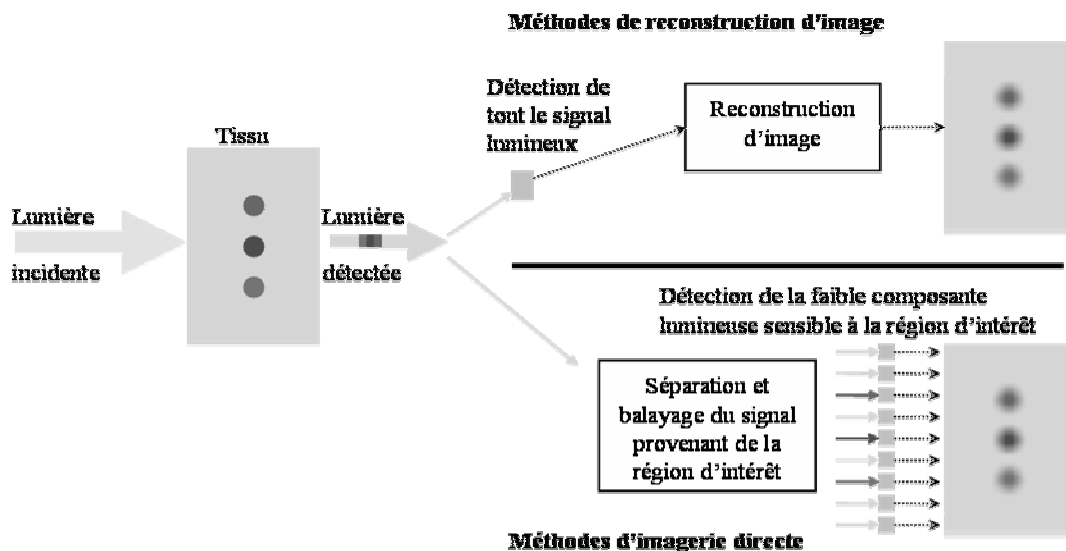 Méthodes de reconstruction d'image
Détection de
tout le signal
lumineux
Reconstruction
d'image
Tissu
Lumière
incidente
Lumière
détectée
Détection de la faible composante
lumineuse sensible à la région d'intérêt
Séparation et
balayage du signal
provenant de la
région d'intérêt
Méthodes d'imagerie directe